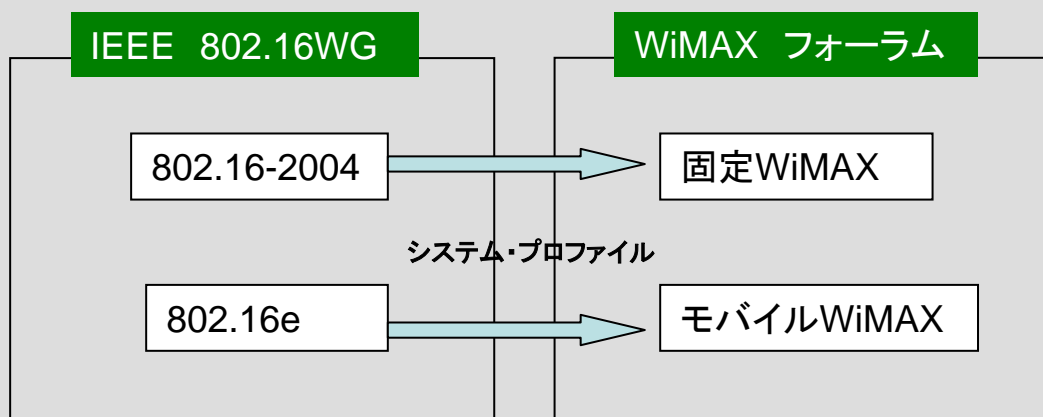 IEEE 802.16WG
WiMAX フォーラム
802.16-2004
固定WiMAX
システム・プロファイル
802.16e
モバイルWiMAX